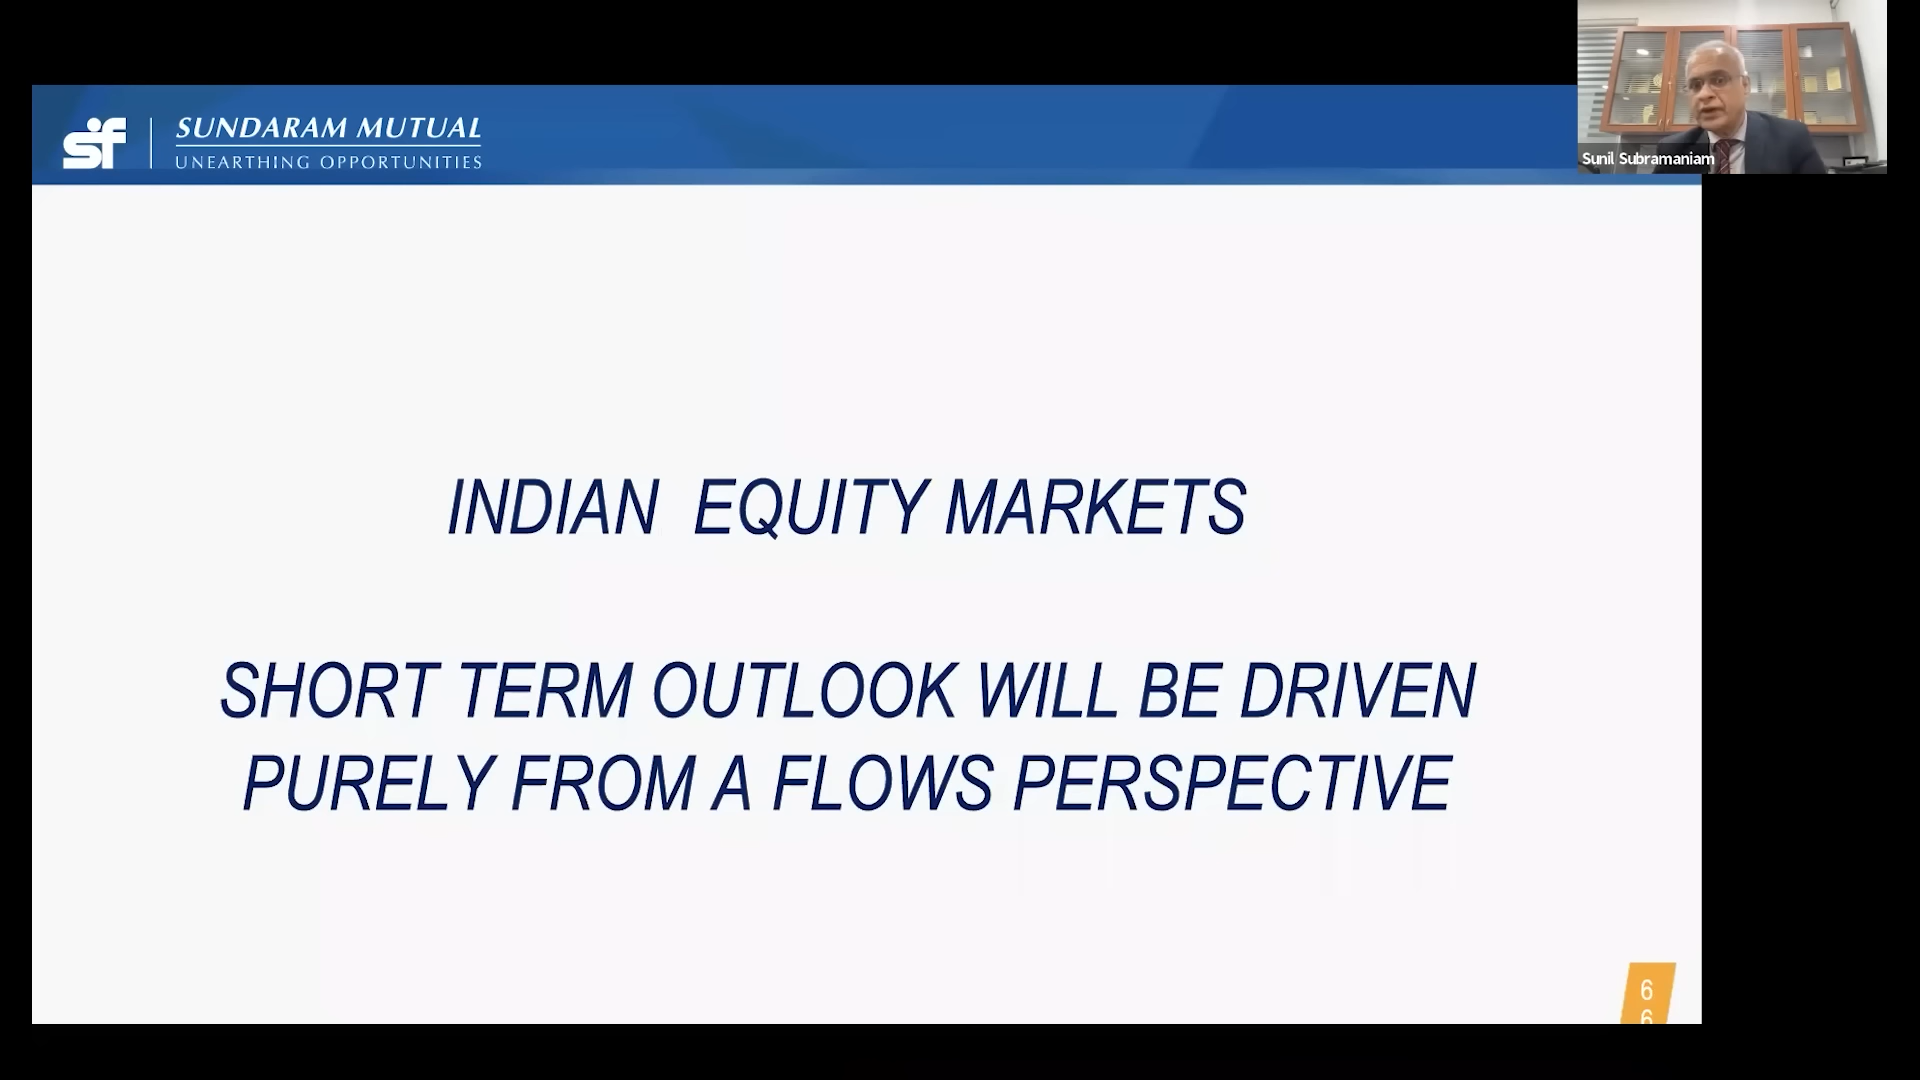 SUNDARAM MUTUAL
UNEARTHING OPPORTUNITIES
Sunil Subramaniam
INDIAN EQUITY MARKETS
SHORT TERM OUTLOOK WILL BE DRIVEN
PURELY FROM A FLOWS PERSPECTIVE
6
6